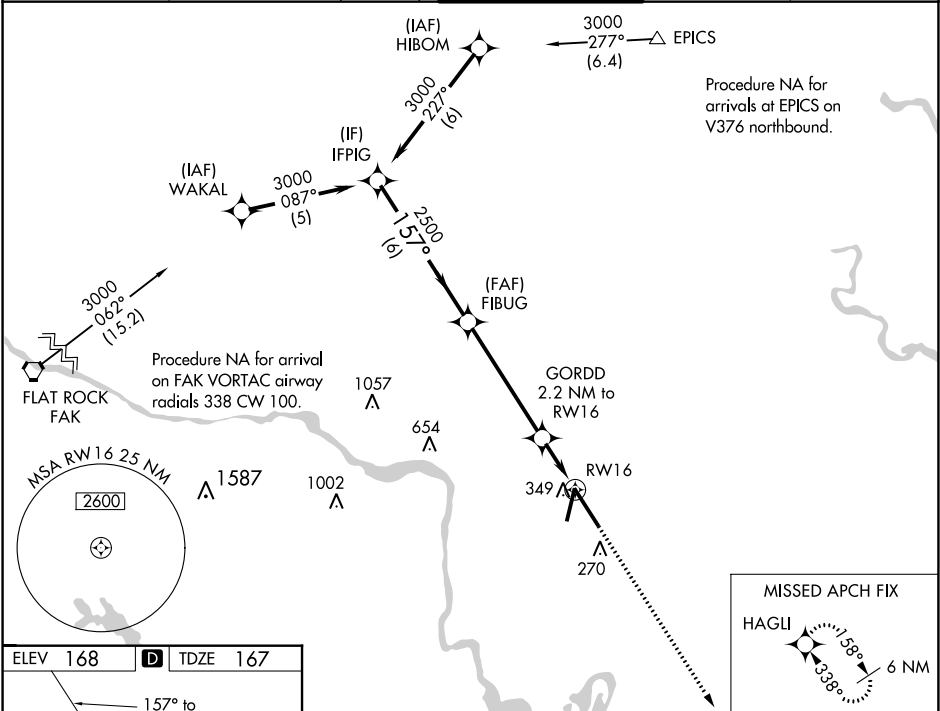 (IAF)
HIBOM
3000
277°
(6.4)
EPICS
Procedure NA for
arrivals at EPICS on
V376 northbound.
3000
227°
(6)
(IF)
IFPIG
(IAF)
WAKAL
3000
087°
(5)
2500
157°
(6)
(FAF)
FIBUG
3000
062°
(15.2)
FLAT ROCK
FAK
Procedure NA for arrival
on FAK VORTAC airway
radials 338 CW 100.
GORDD
2.2 NM to
RW16
1057
654
RW16
349
MSA RW16 25 NM
2600
1587
1002
270
MISSED APCH FIX
HAGLI
158°
338°
6 NM
ELEV 168 D TDZE 167
157° to